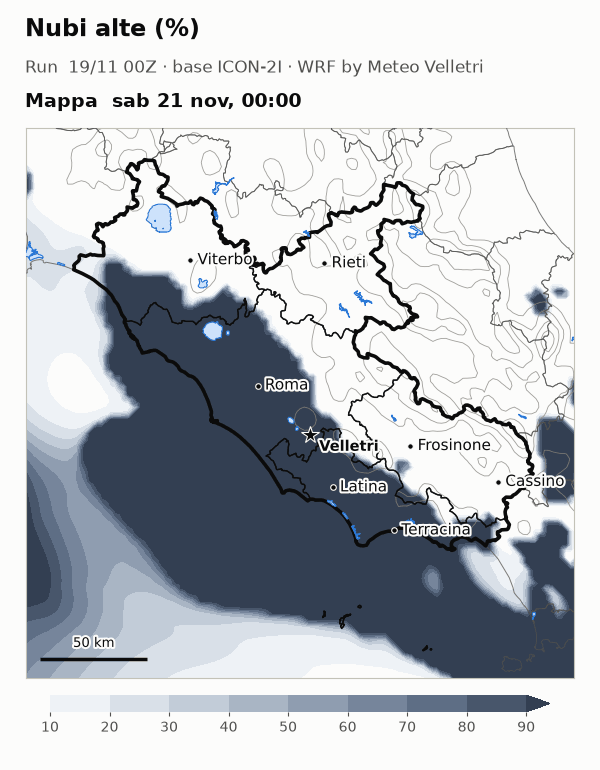 Nubi alte (%)
Run  19/11 00Z · base ICON-2I · WRF by Meteo Velletri
Mappa  sab 21 nov, 00:00
Viterbo
Rieti
Roma
Velletri
Frosinone
Cassino
Latina
Terracina
50 km
10 20 30 40 50 60 70 80 90